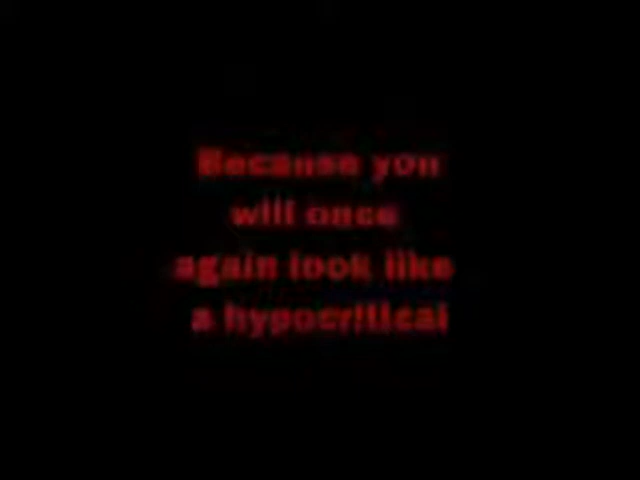 Because you
will once
again look like
a hypocritical